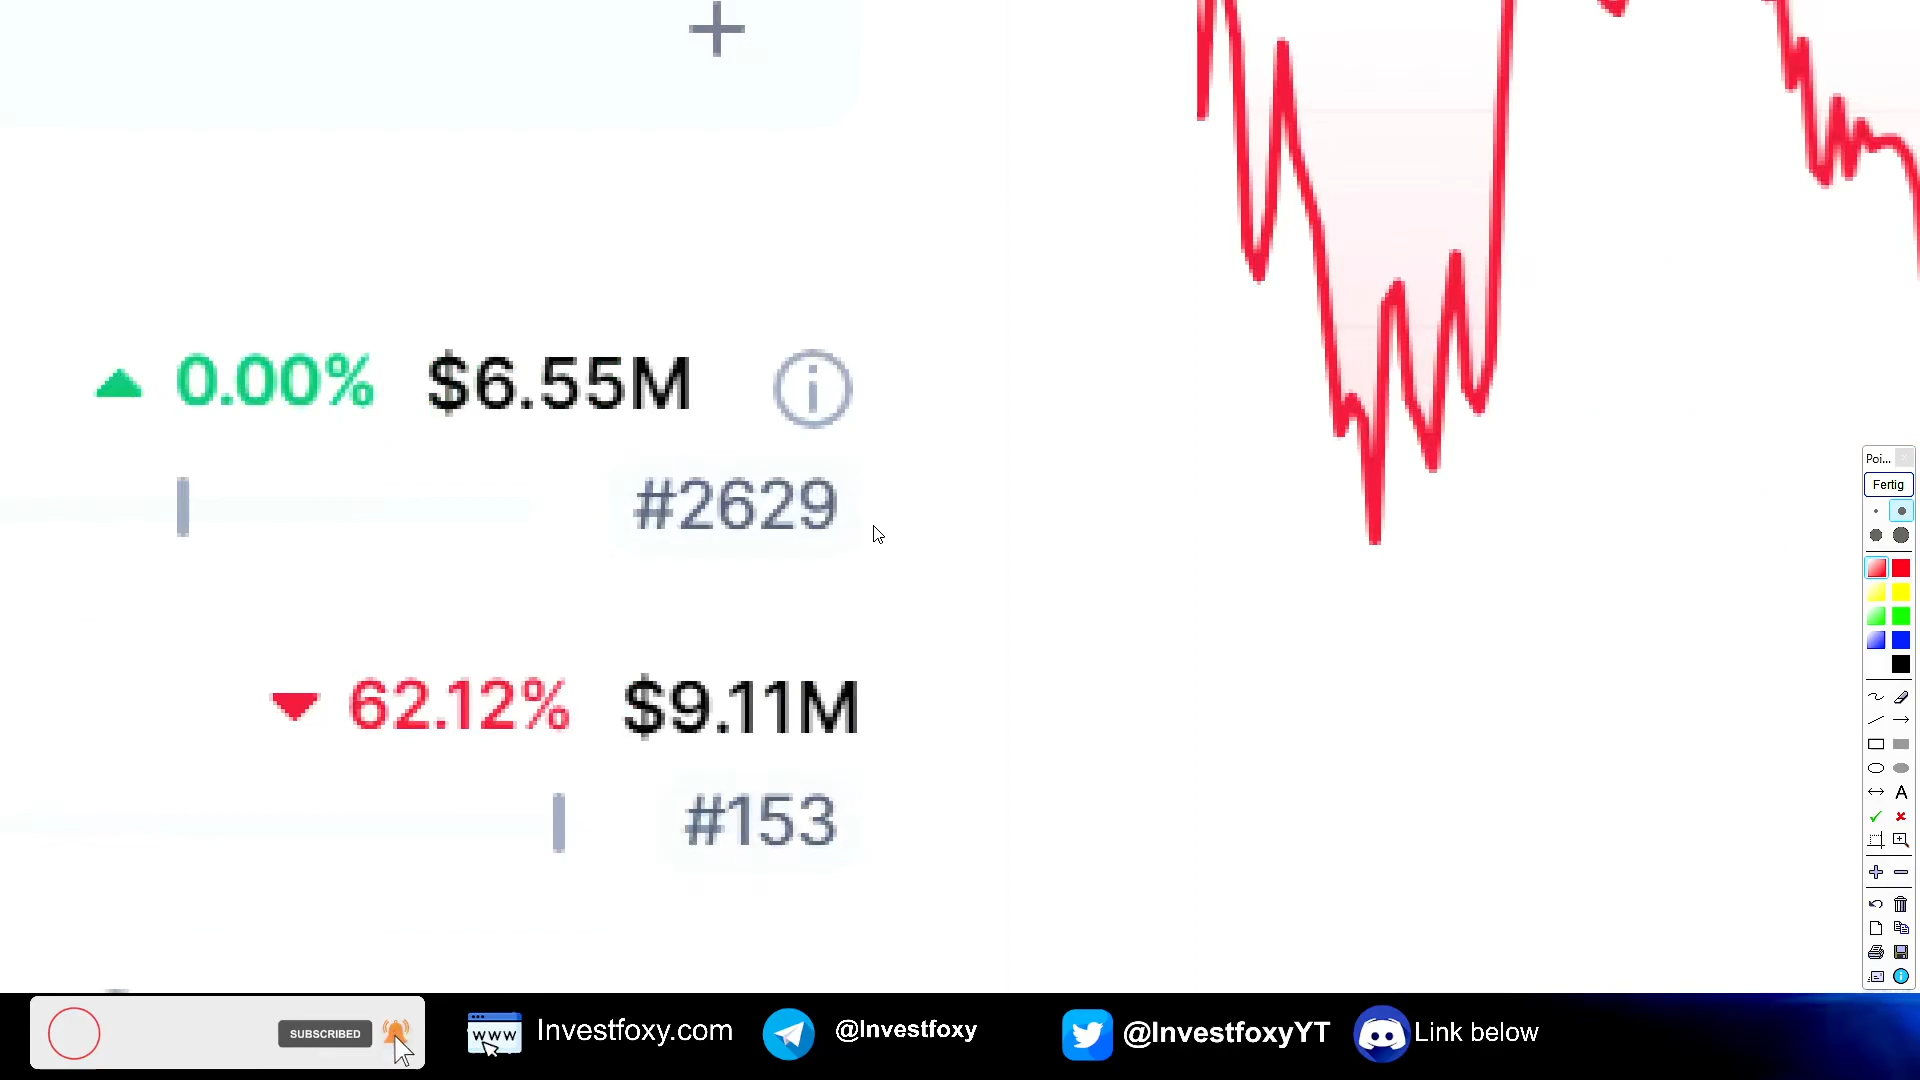 ▲ 0.00% $6.55M
#2629
▼ 62.12% $9.11M
#153
Poi...
Fertig
A
SUBSCRIBED
www
Investfoxy.com
@Investfoxy
@InvestfoxyYT
Link below